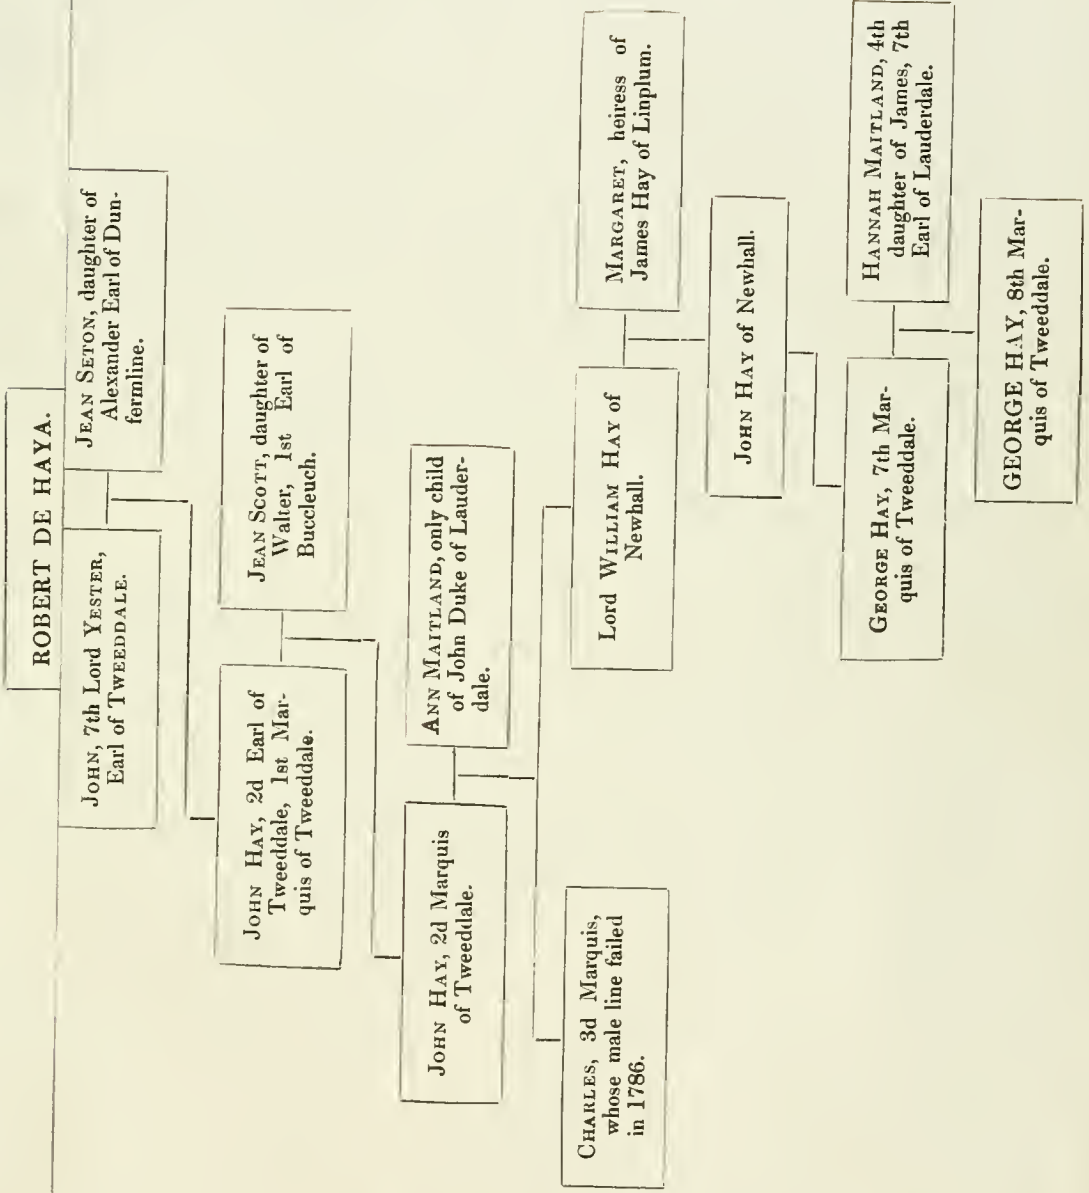 ROBERT DE HAYA.
JOHN, 7th Lord YESTER,
Earl of TWEEDDALE.
JEAN SETON, daughter of
Alexander Earl of Dun-
fermline.
JOHN HAY, 2d Earl of
Tweeddale, 1st Mar-
quis of Tweeddale.
JEAN SCOTT, daughter of
Walter, 1st Earl of
Buccleuch.
JOHN HAY, 2d Marquis
of Tweeddale.
ANN MAITLAND, only child
of John Duke of Lauder-
dale.
CHARLES, 3d Marquis,
whose male line failed
in 1786.
Lord WILLIAM HAY of
Newhall.
MARGARET, heiress of
James Hay of Linplum.
JOHN HAY of Newhall.
GEORGE HAY, 7th Mar-
quis of Tweeddale.
HANNAH MAITLAND, 4th
daughter of James, 7th
Earl of Lauderdale.
GEORGE HAY, 8th Mar-
quis of Tweeddale.